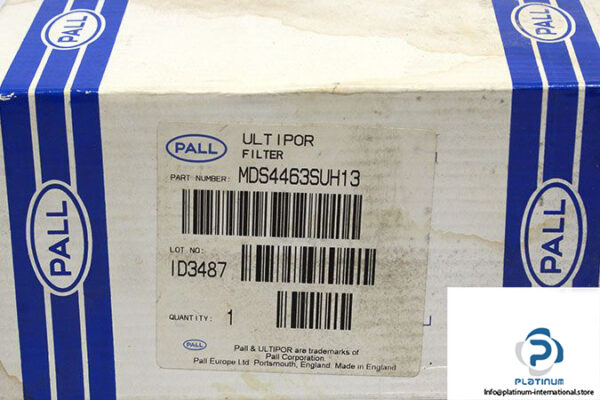 PALL
PALL
PALL
PALL
PALL
ULTIPOR
FILTER
PART NUMBER: MDS4463SUH13
LOT NO:
ID3487
QUANTITY: 1
PALL
Pall & ULTIPOR are trademarks of
Pall Corporation.
Pall Europe Ltd. Portsmouth, England. Made in England
PLATINUM
Info@platinum-international.store